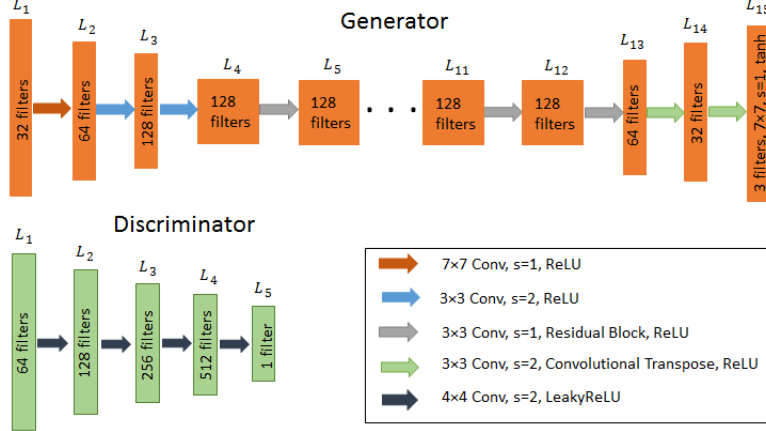 Generator
L₁
L₂
L₃
L₄
L₅
L₁₁
L₁₂
L₁₃
L₁₄
L₁₅
32 filters
64 filters
128 filters
128
filters
128
filters
· · ·
128
filters
128
filters
64 filters
32 filters
3 filters, 7×7, s=1, tanh
Discriminator
L₁
L₂
L₃
L₄
L₅
64 filters
128 filters
256 filters
512 filters
1 filter
7×7 Conv, s=1, ReLU
3×3 Conv, s=2, ReLU
3×3 Conv, s=1, Residual Block, ReLU
3×3 Conv, s=2, Convolutional Transpose, ReLU
4×4 Conv, s=2, LeakyReLU